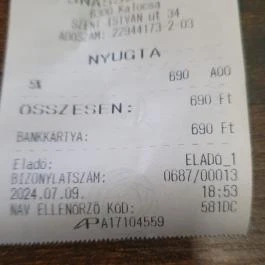 6300 Kalocsa
SZENT ISTVÁN út 34
ADÓSZÁM: 22944173-2-03
NYUGTA
5% 690 A00
ÖSSZESEN: 690 Ft
BANKKÁRTYA: 690 Ft
Eladó: ELADÓ_1
BIZONYLATSZÁM: 0687/00013
2024.07.09. 18:53
NAV ELLENŐRZŐ KÓD: 581DC
AP A17104559